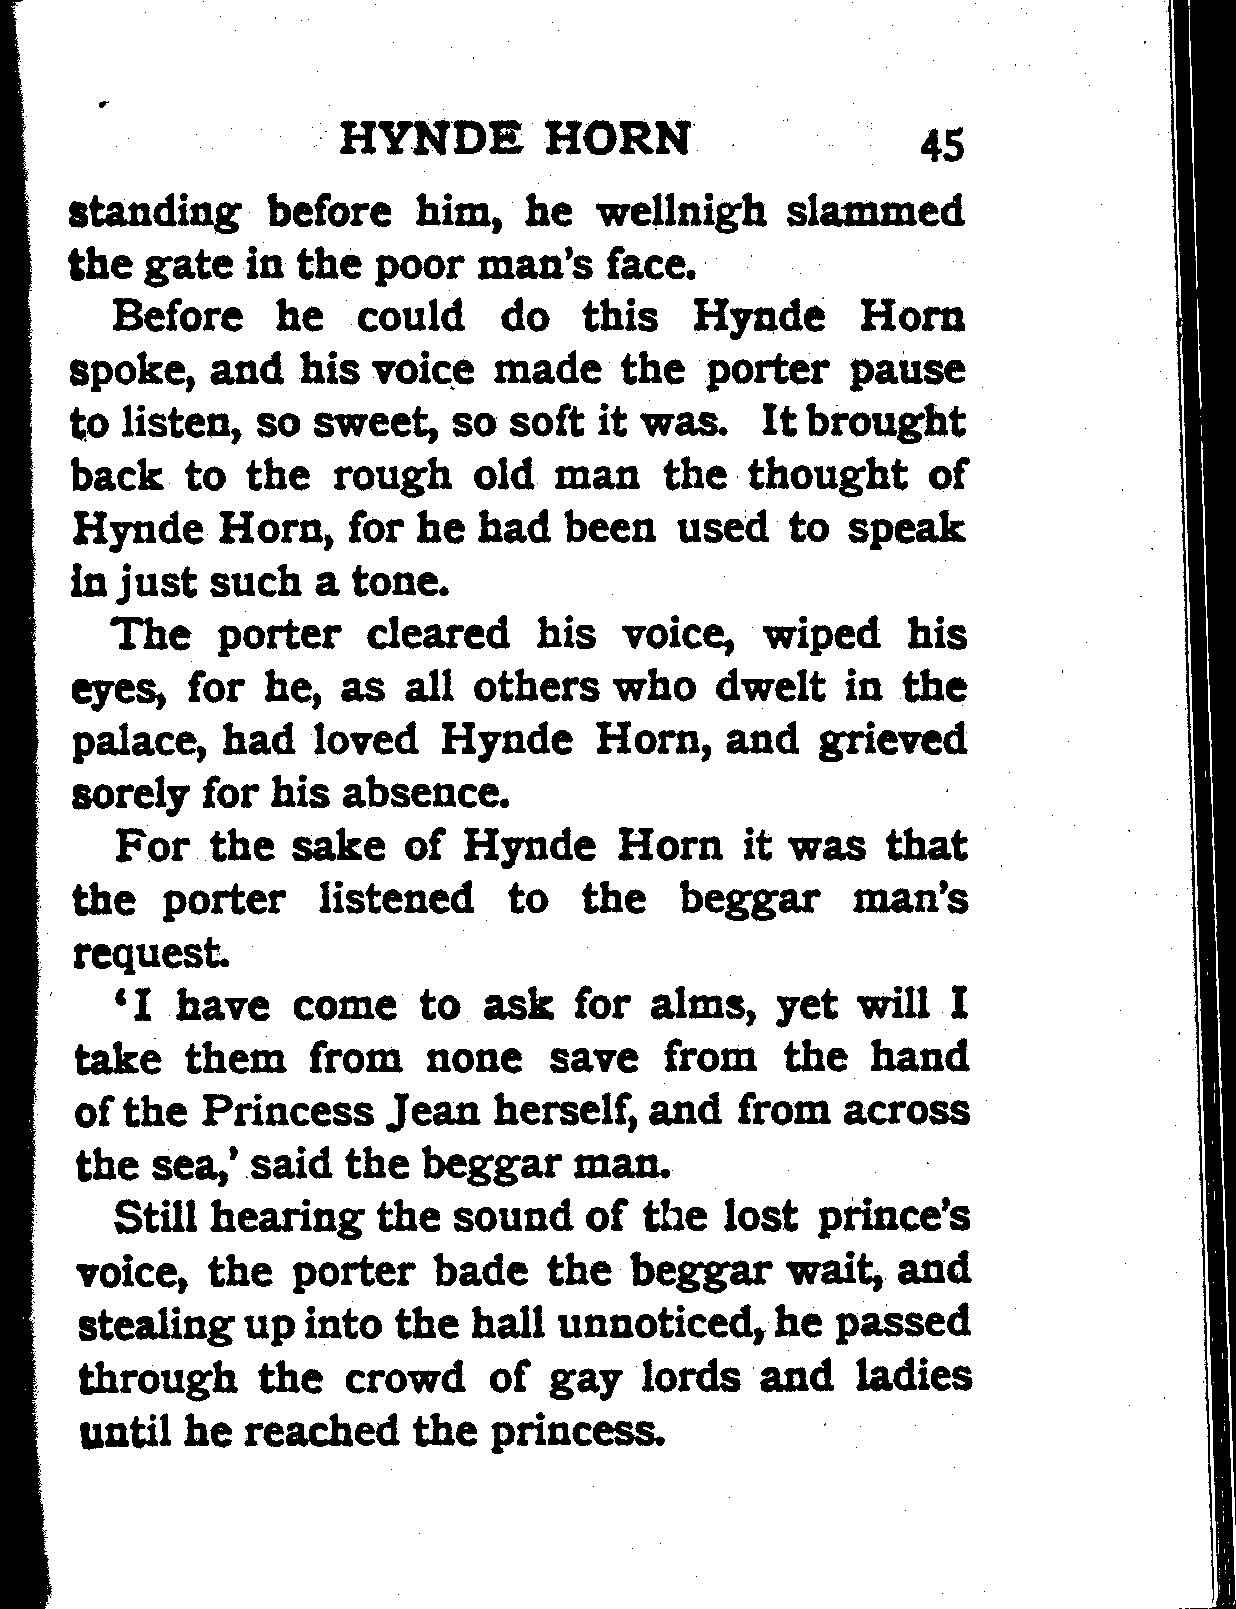 HYNDE HORN 45
standing before him, he wellnigh slammed
the gate in the poor man's face.
Before he could do this Hynde Horn
spoke, and his voice made the porter pause
to listen, so sweet, so soft it was. It brought
back to the rough old man the thought of
Hynde Horn, for he had been used to speak
in just such a tone.
The porter cleared his voice, wiped his
eyes, for he, as all others who dwelt in the
palace, had loved Hynde Horn, and grieved
sorely for his absence.
For the sake of Hynde Horn it was that
the porter listened to the beggar man's
request.
‘I have come to ask for alms, yet will I
take them from none save from the hand
of the Princess Jean herself, and from across
the sea,’ said the beggar man.
Still hearing the sound of the lost prince's
voice, the porter bade the beggar wait, and
stealing up into the hall unnoticed, he passed
through the crowd of gay lords and ladies
until he reached the princess.